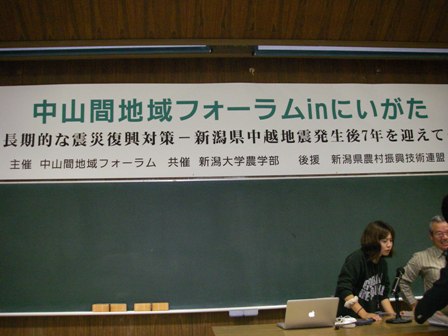 中山間地域フォーラムinにいがた
長期的な震災復興対策－新潟県中越地震発生後7年を迎えて
主催 中山間地域フォーラム 共催 新潟大学農学部 後援 新潟県農村振興技術連盟